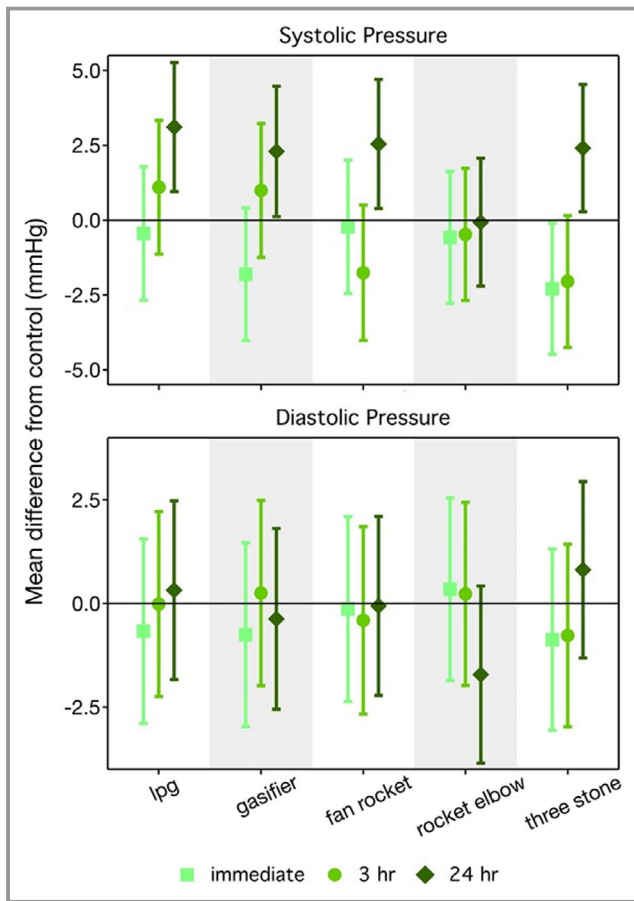 Systolic Pressure
5.0
2.5
0.0
-2.5
-5.0
Mean difference from control (mmHg)
Diastolic Pressure
2.5
0.0
-2.5
lpg
gasifier
fan rocket
rocket elbow
three stone
immediate 3 hr 24 hr